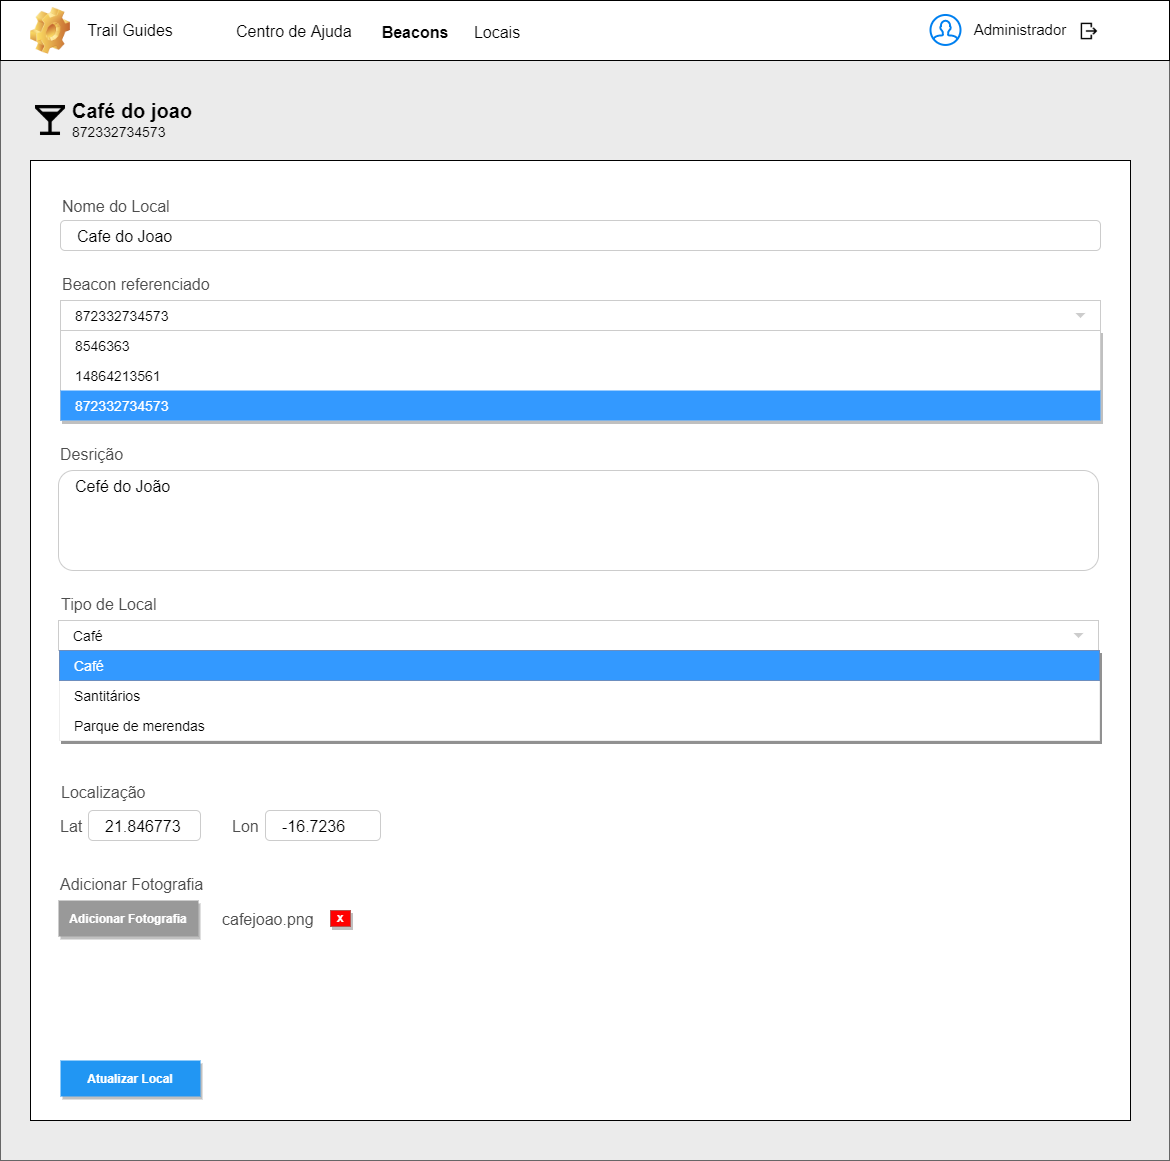 Trail Guides Centro de Ajuda Beacons Locais Administrador
Café do joao
872332734573
Nome do Local
Cafe do Joao
Beacon referenciado
872332734573
8546363
14864213561
872332734573
Desrição
Cefé do João
Tipo de Local
Café
Café
Santitários
Parque de merendas
Localização
Lat 21.846773 Lon -16.7236
Adicionar Fotografia
Adicionar Fotografia cafejoao.png x
Atualizar Local